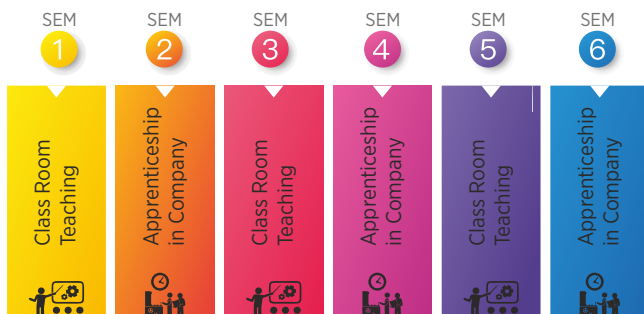 SEM
1
SEM
2
SEM
3
SEM
4
SEM
5
SEM
6
Class Room
Teaching
Apprenticeship
in Company
Class Room
Teaching
Apprenticeship
in Company
Class Room
Teaching
Apprenticeship
in Company